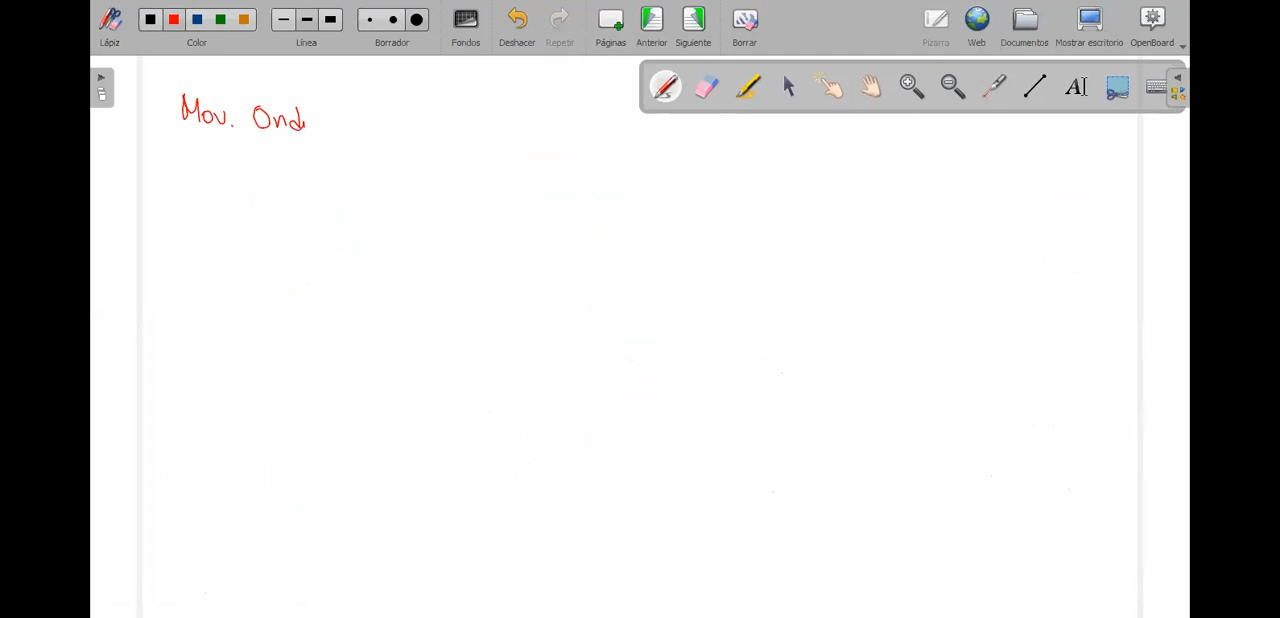 Lápiz Color Línea Borrador Fondos Deshacer Repetir Páginas Anterior Siguiente Borrar Pizarra Web Documentos Mostrar escritorio OpenBoard
A
Mov. Ond